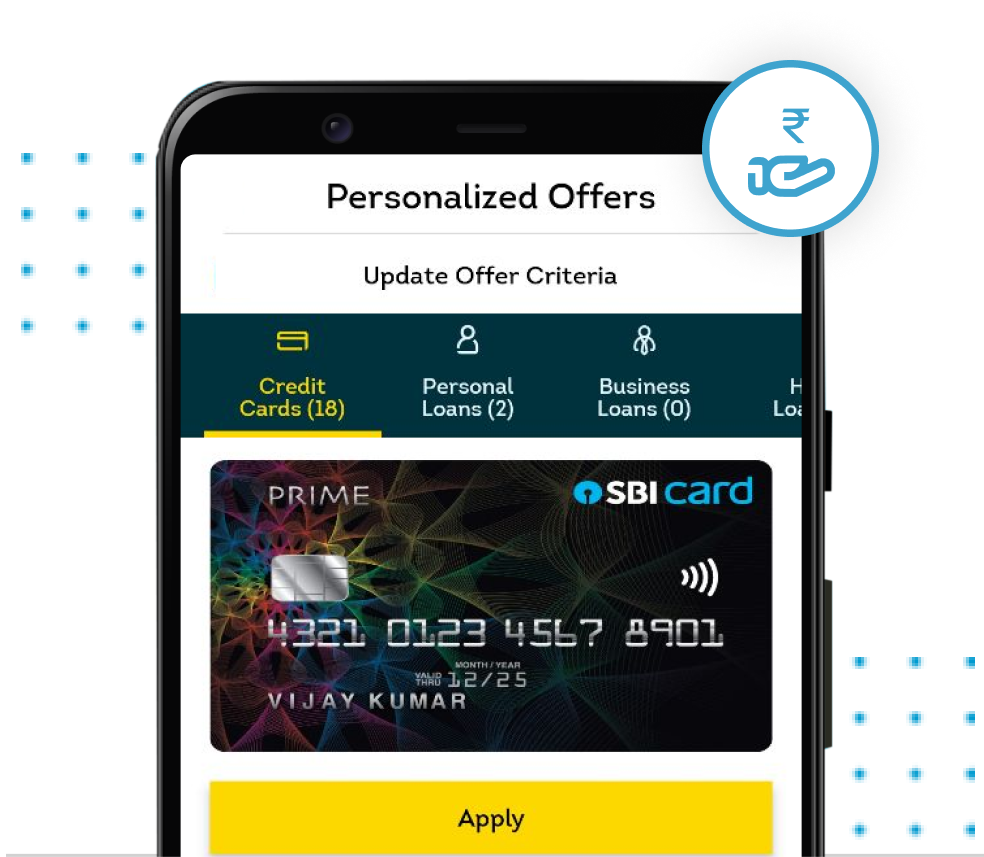 ₹
Personalized Offers
Update Offer Criteria
Credit
Cards (18)
Personal
Loans (2)
Business
Loans (0)
PRIME
SBI card
4321 0123 4567 8901
MONTH / YEAR
VALID
THRU 12/25
VIJAY KUMAR
Apply